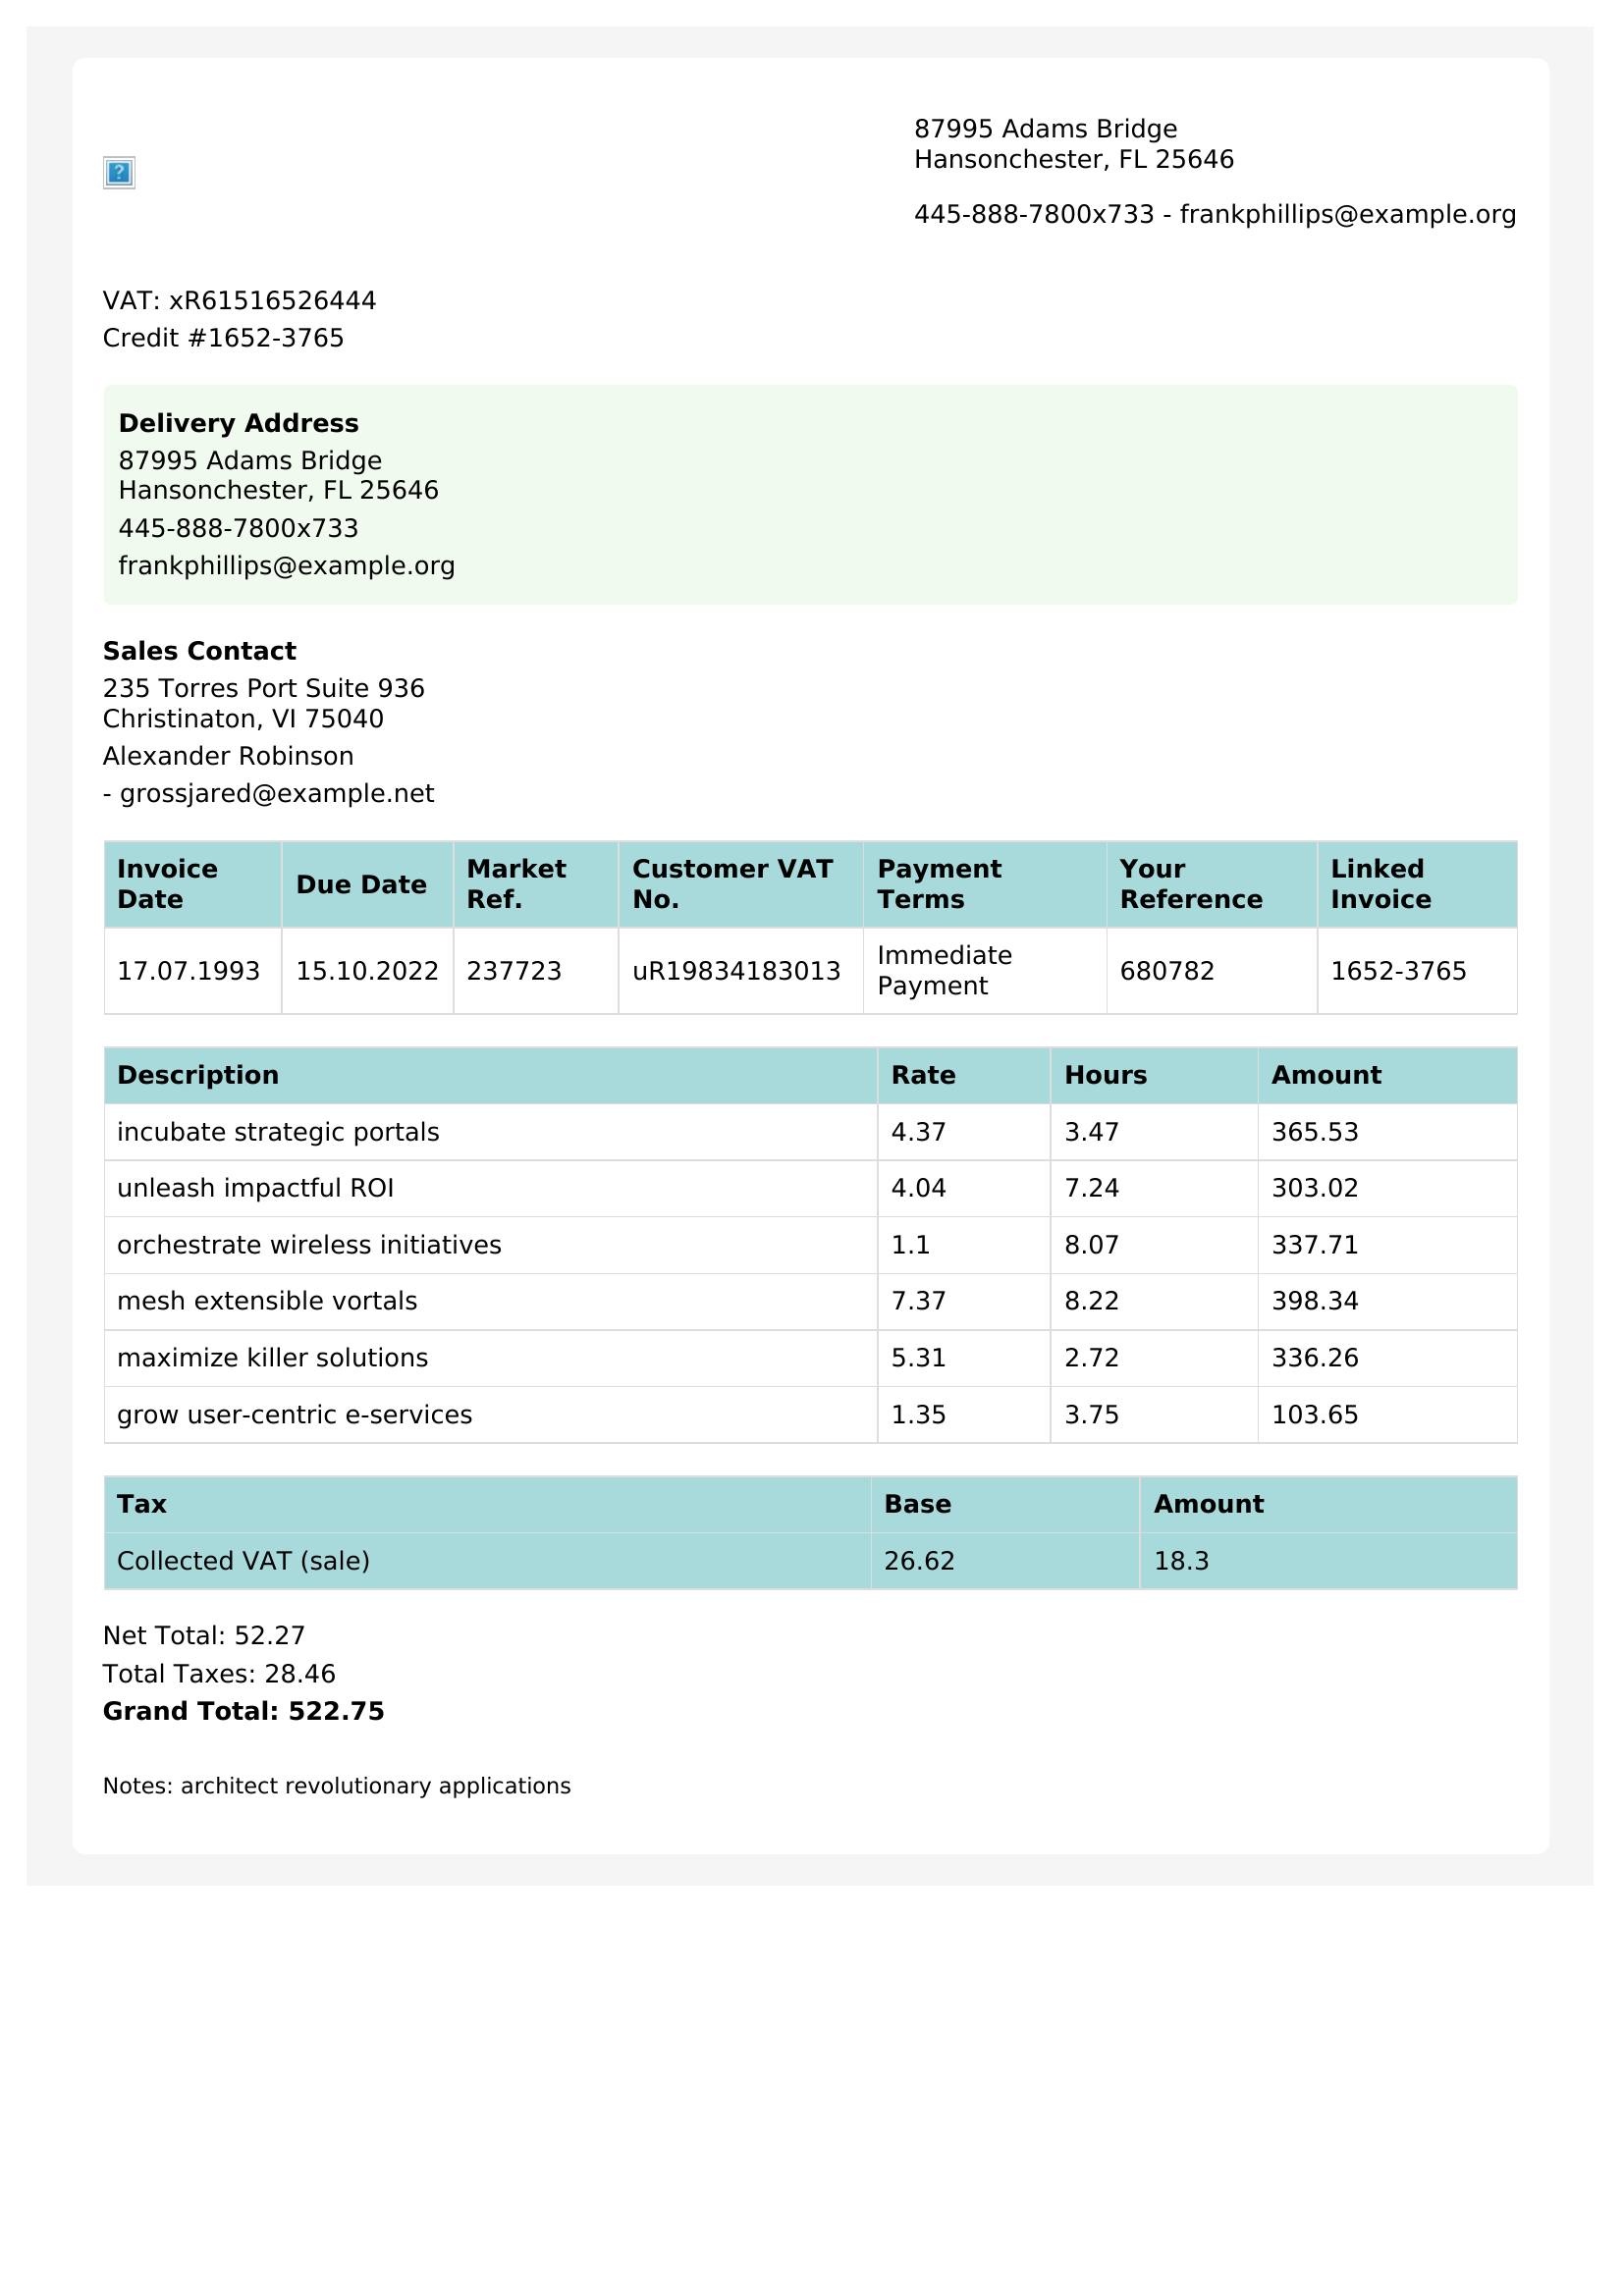 87995 Adams Bridge
Hansonchester, FL 25646
445-888-7800x733 - frankphillips@example.org
VAT: xR61516526444
Credit #1652-3765
Delivery Address
87995 Adams Bridge
Hansonchester, FL 25646
445-888-7800x733
frankphillips@example.org
Sales Contact
235 Torres Port Suite 936
Christinaton, VI 75040
Alexander Robinson
- grossjared@example.net
Invoice Date Due Date Market Ref. Customer VAT No. Payment Terms Your Reference Linked Invoice
17.07.1993 15.10.2022 237723 uR19834183013 Immediate Payment 680782 1652-3765
Description Rate Hours Amount
incubate strategic portals 4.37 3.47 365.53
unleash impactful ROI 4.04 7.24 303.02
orchestrate wireless initiatives 1.1 8.07 337.71
mesh extensible vortals 7.37 8.22 398.34
maximize killer solutions 5.31 2.72 336.26
grow user-centric e-services 1.35 3.75 103.65
Tax Base Amount
Collected VAT (sale) 26.62 18.3
Net Total: 52.27
Total Taxes: 28.46
Grand Total: 522.75
Notes: architect revolutionary applications